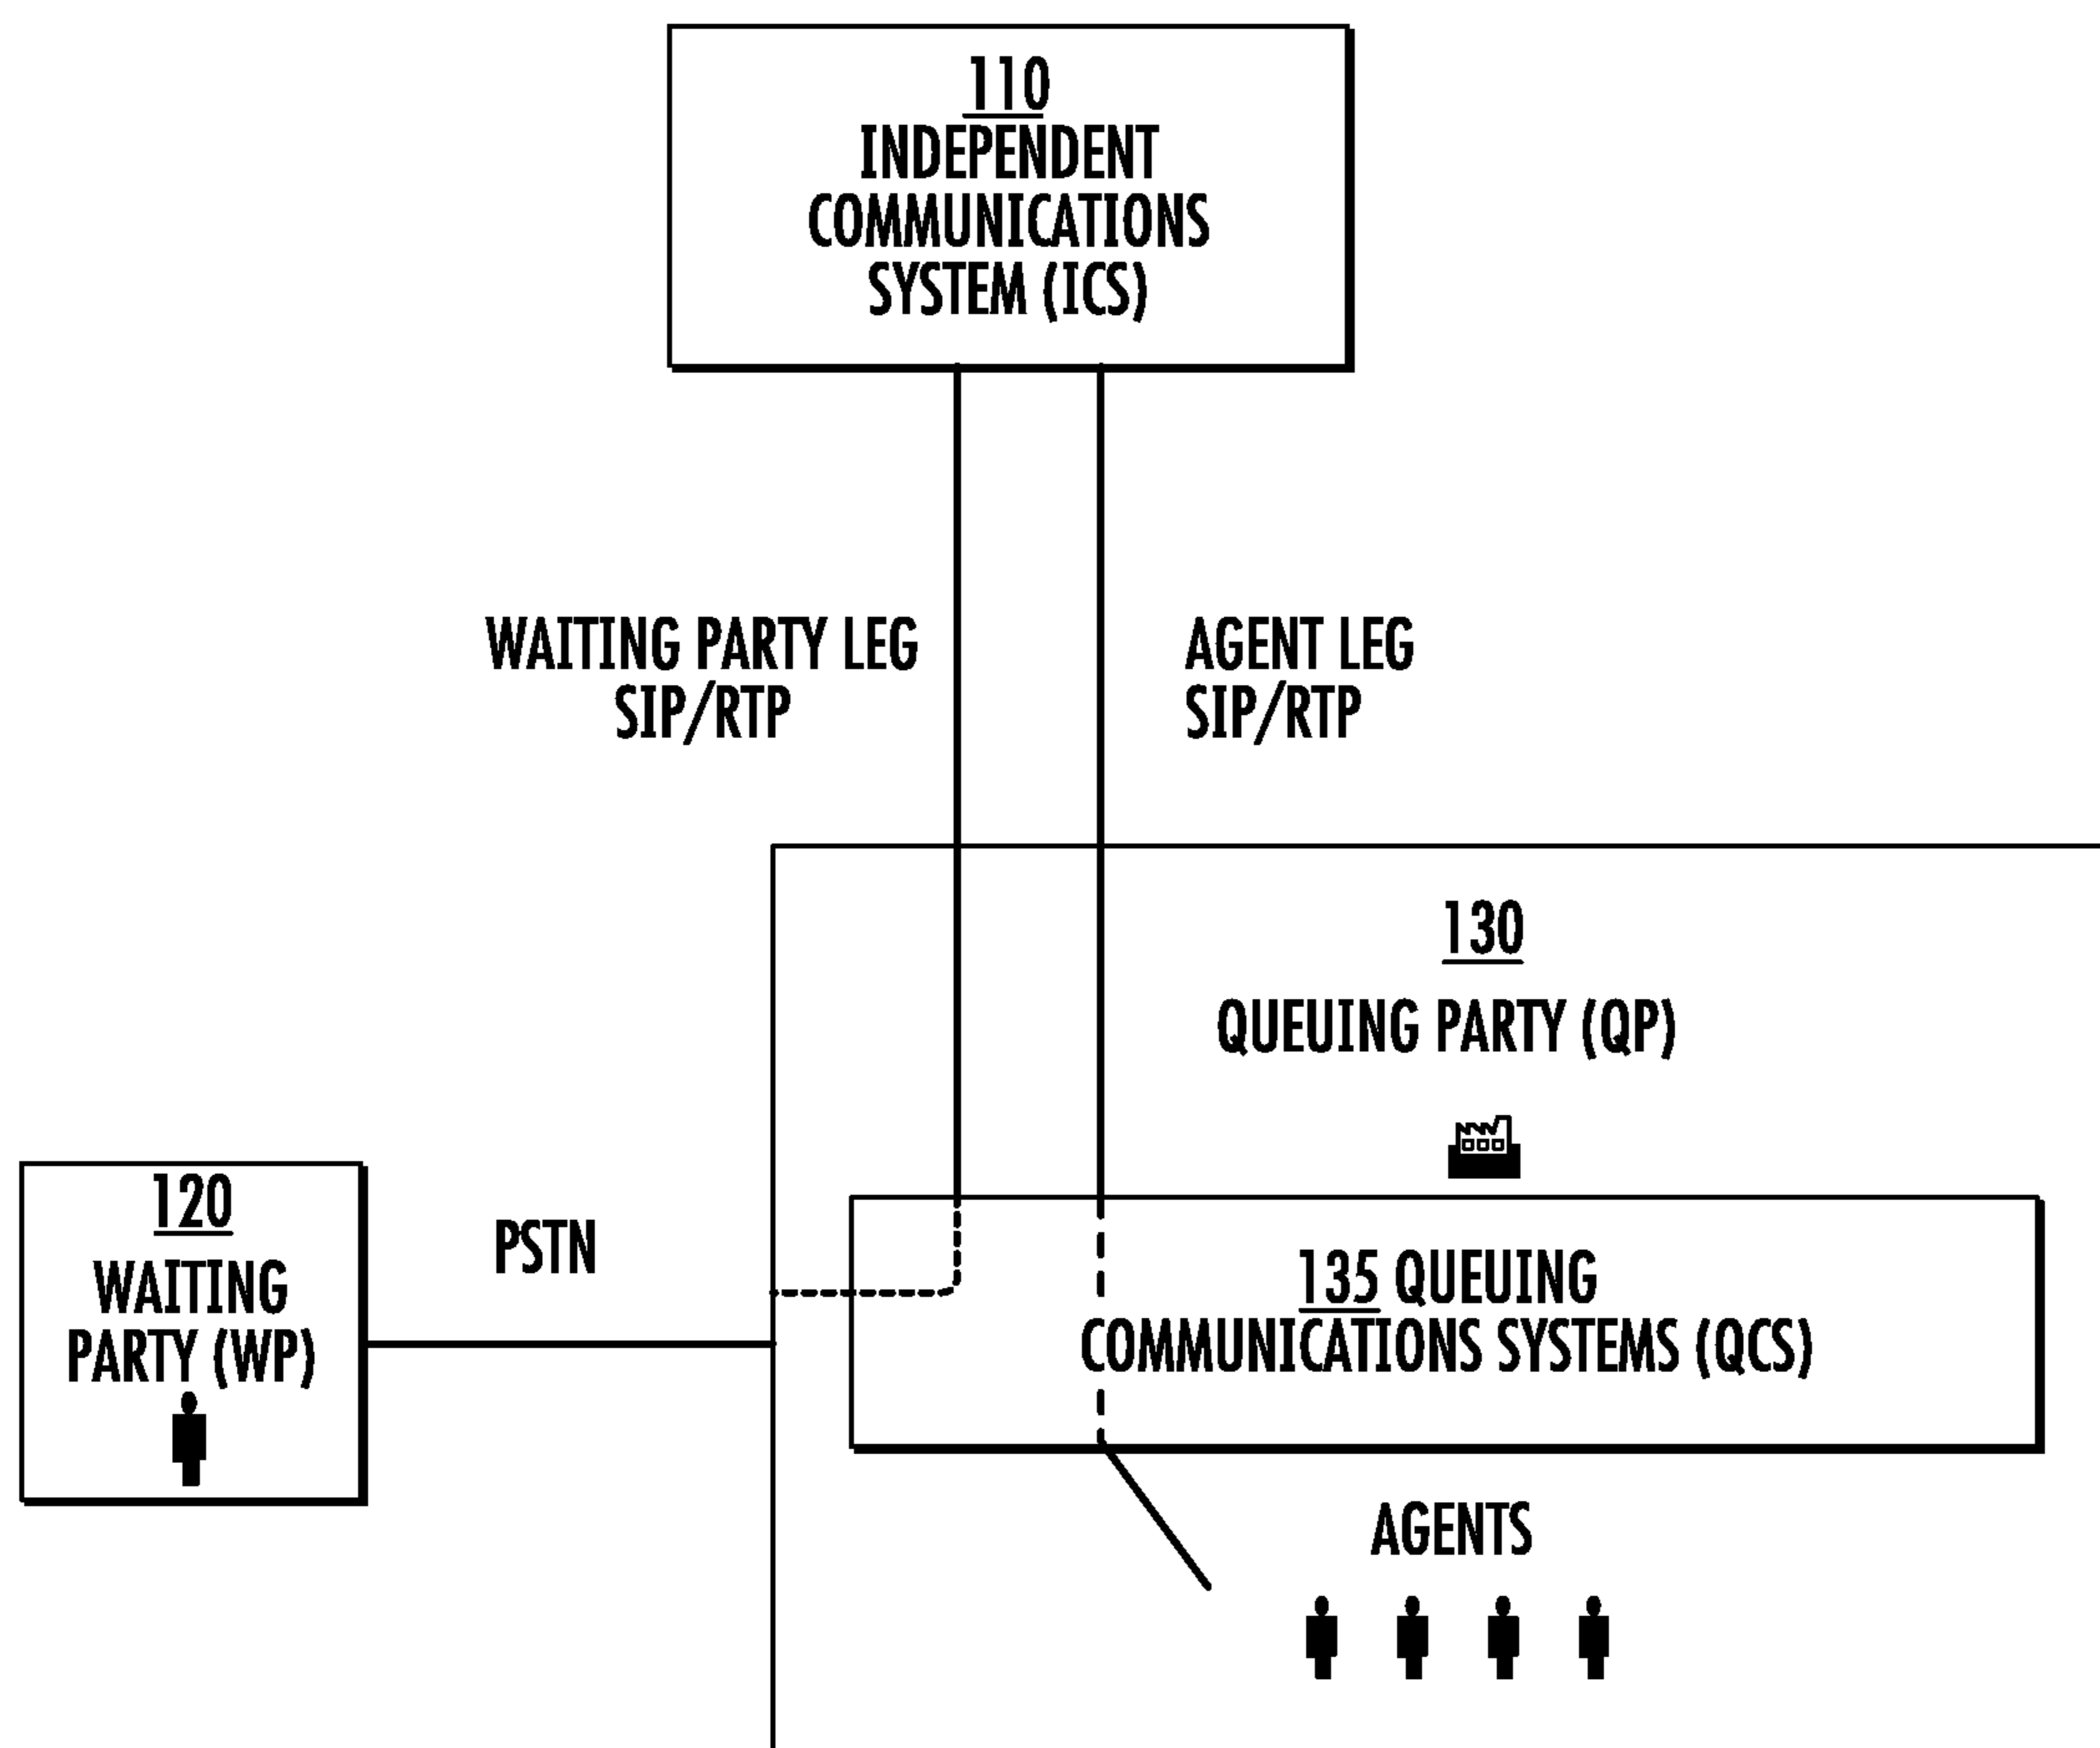 110
INDEPENDENT
COMMUNICATIONS
SYSTEM (ICS)
WAITING PARTY LEG
SIP/RTP
AGENT LEG
SIP/RTP
130
QUEUING PARTY (QP)
120
WAITING
PARTY (WP)
PSTN
135 QUEUING
COMMUNICATIONS SYSTEMS (QCS)
AGENTS